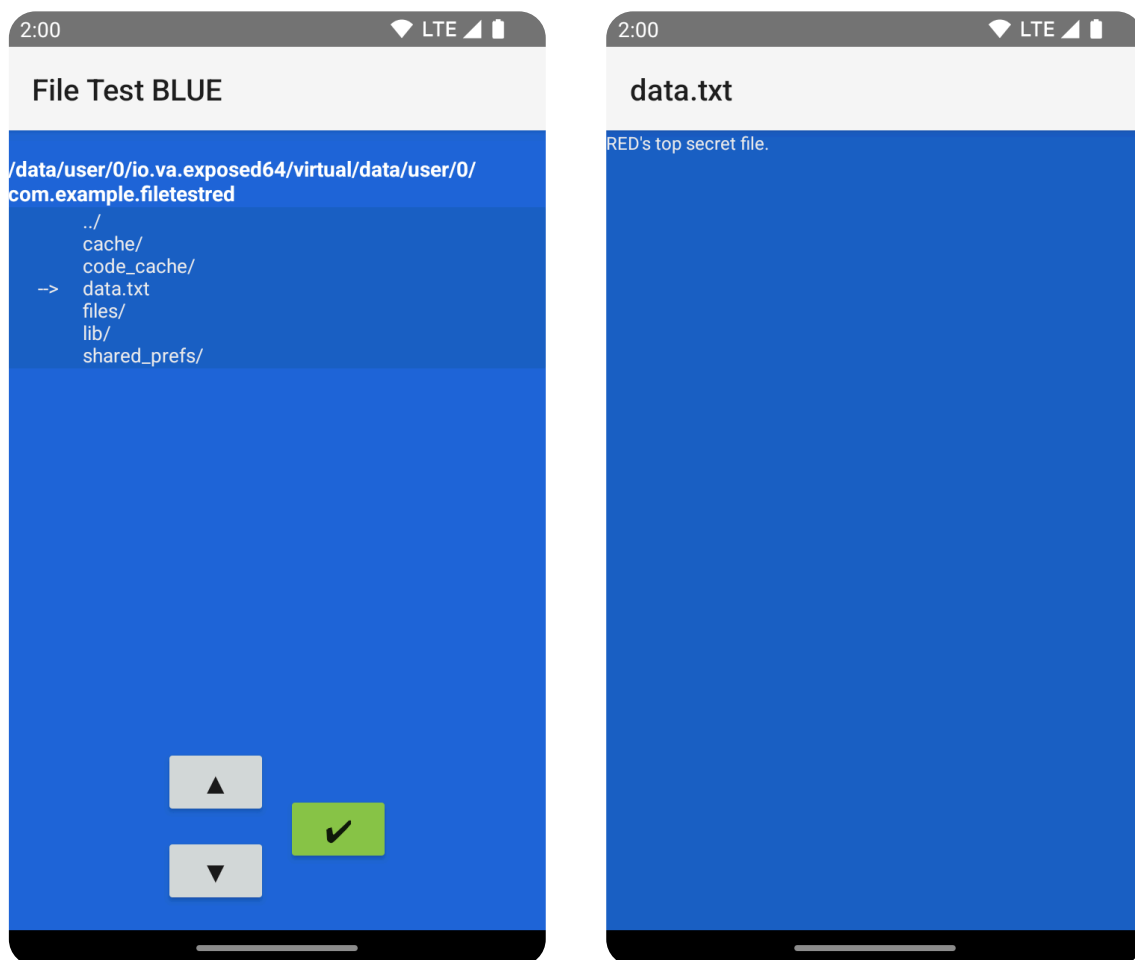 2:00
LTE
File Test BLUE
/data/user/0/io.va.exposed64/virtual/data/user/0/
com.example.filetestred
../
cache/
code_cache/
--> data.txt
files/
lib/
shared_prefs/
2:00
LTE
data.txt
RED's top secret file.